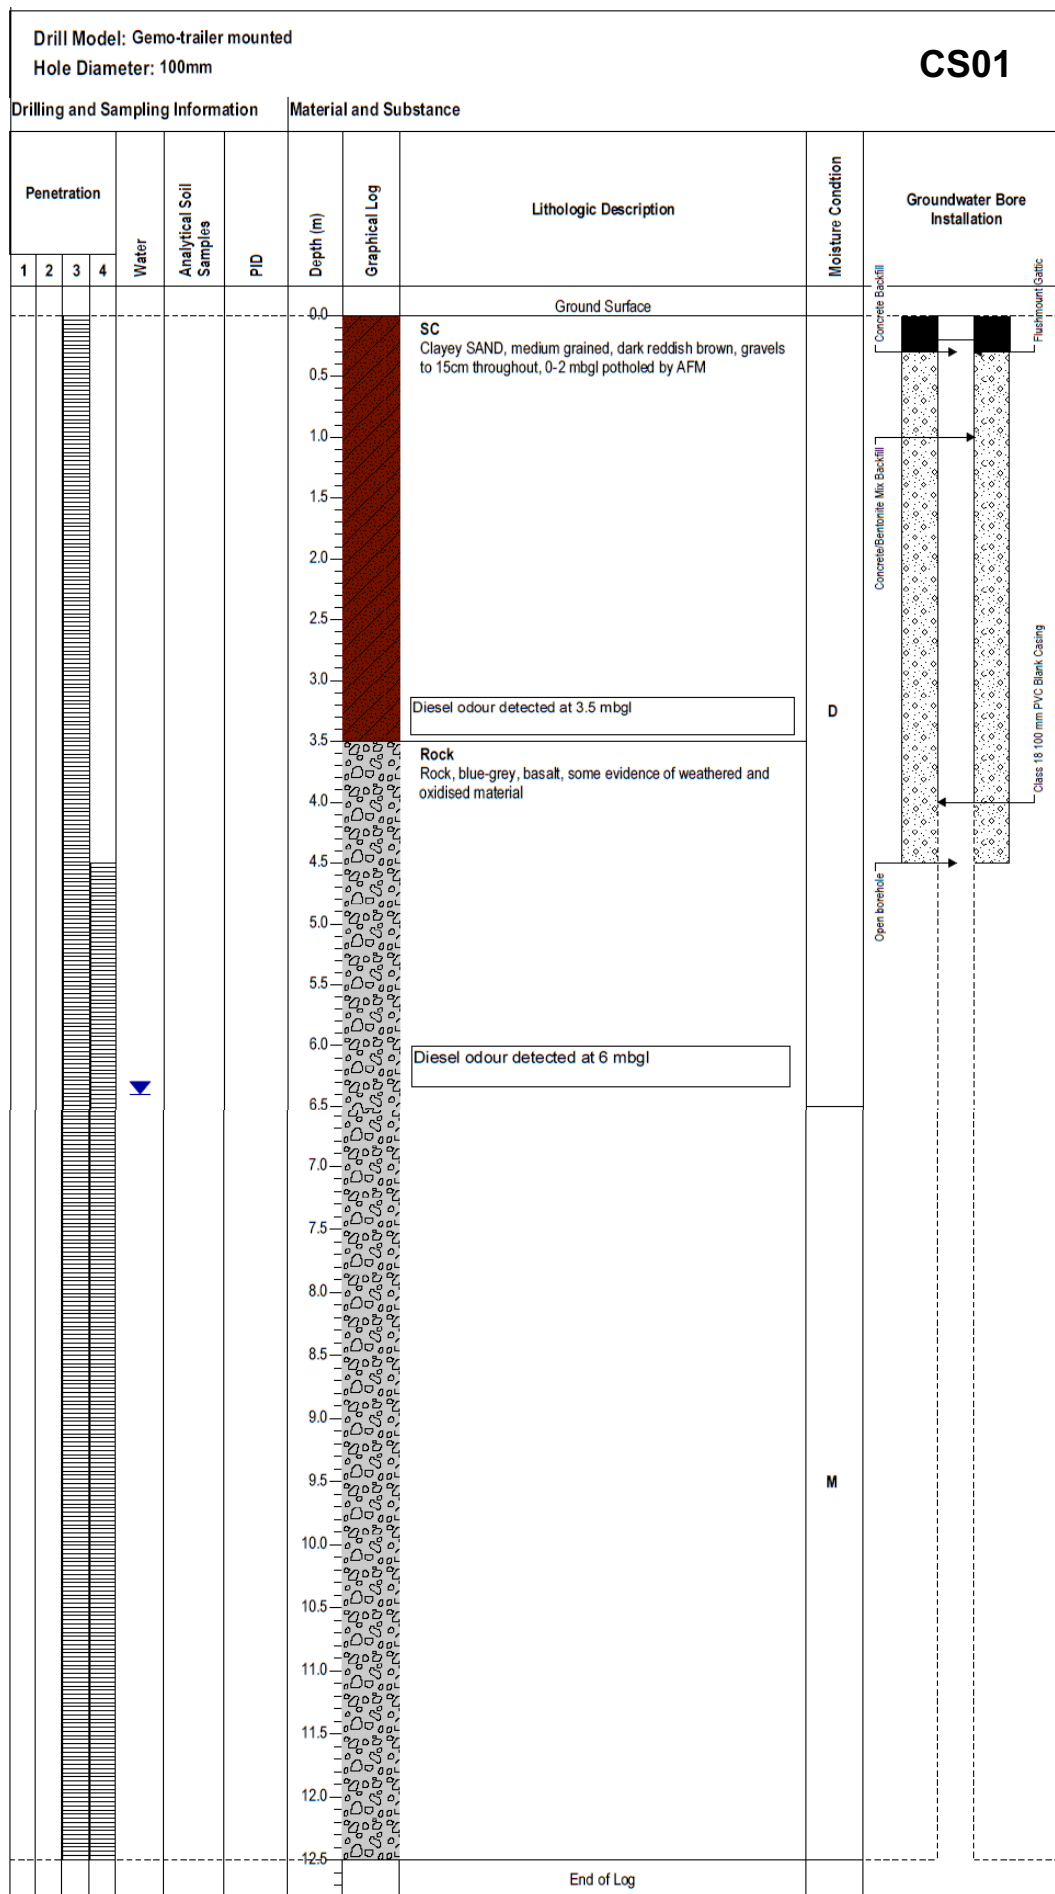 Drill Model: Gemo-trailer mounted
Hole Diameter: 100mm
CS01
Drilling and Sampling Information
Material and Substance
Penetration
1 2 3 4
Water
Analytical Soil
Samples
PID
Depth (m)
Graphical Log
Lithologic Description
Moisture Condtion
Groundwater Bore
Installation
Ground Surface
0.0
SC
Clayey SAND, medium grained, dark reddish brown, gravels
to 15cm throughout, 0-2 mbgl potholed by AFM
0.5
1.0
1.5
2.0
2.5
3.0
Diesel odour detected at 3.5 mbgl
D
3.5
Rock
Rock, blue-grey, basalt, some evidence of weathered and
oxidised material
4.0
4.5
5.0
5.5
6.0
Diesel odour detected at 6 mbgl
6.5
7.0
7.5
8.0
8.5
9.0
9.5
M
10.0
10.5
11.0
11.5
12.0
12.5
End of Log
Concrete Backfill
Flushmount Gattic
Concrete/Bentonite Mix Backfill
Class 18 100 mm PVC Blank Casing
Open borehole